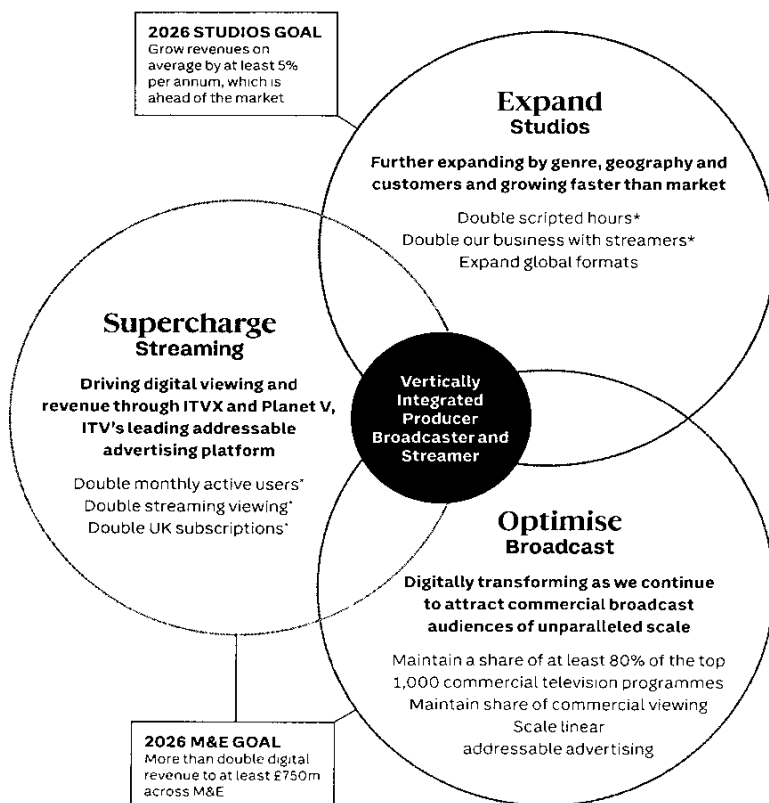 2026 STUDIOS GOAL
Grow revenues on
average by at least 5%
per annum, which is
ahead of the market
Expand
Studios
Further expanding by genre, geography and
customers and growing faster than market
Double scripted hours*
Double our business with streamers*
Expand global formats
Supercharge
Streaming
Driving digital viewing and
revenue through ITVX and Planet V,
ITV's leading addressable
advertising platform
Double monthly active users*
Double streaming viewing*
Double UK subscriptions*
Vertically
Integrated
Producer
Broadcaster and
Streamer
Optimise
Broadcast
Digitally transforming as we continue
to attract commercial broadcast
audiences of unparalleled scale
Maintain a share of at least 80% of the top
1,000 commercial television programmes
Maintain share of commercial viewing
Scale linear
addressable advertising
2026 M&E GOAL
More than double digital
revenue to at least £750m
across M&E